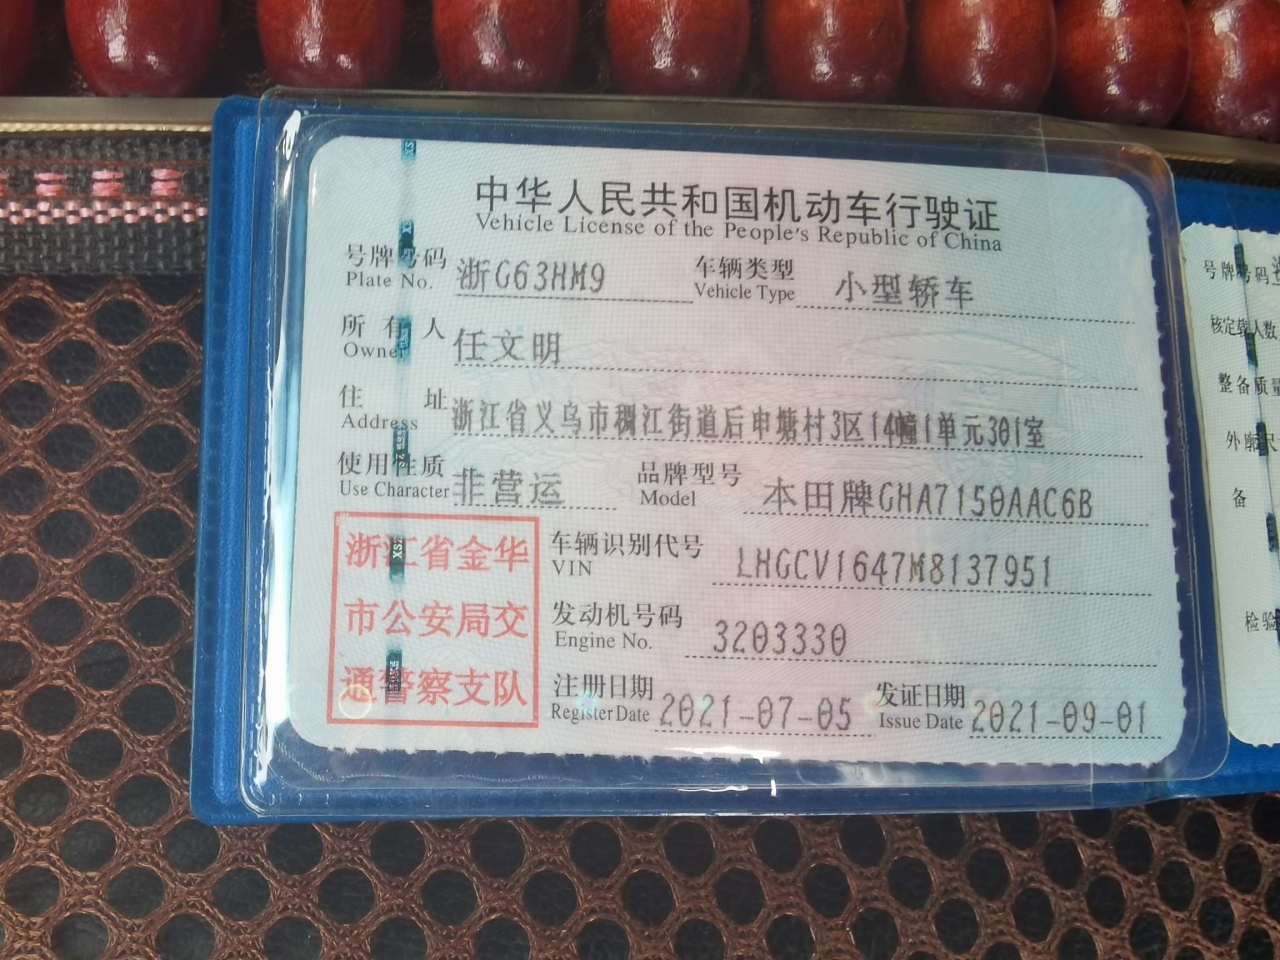 中华人民共和国机动车行驶证
Vehicle License of the People's Republic of China
号牌号码 浙G63HM9 车辆类型 小型轿车
Plate No. Vehicle Type
所有人 任文明
Owner
住址 浙江省义乌市稠江街道后申塘村3区14幢1单元301室
Address
使用性质 非营运 品牌型号 本田牌GHA7150AAC6B
Use Character Model
浙江省金华
市公安局交
通警察支队
车辆识别代号 LHGCV1647M8137951
VIN
发动机号码 3203330
Engine No.
注册日期 2021-07-05 发证日期 2021-09-01
Register Date Issue Date
号牌号码
核定载人数
整备质量
外廓尺
备
检验